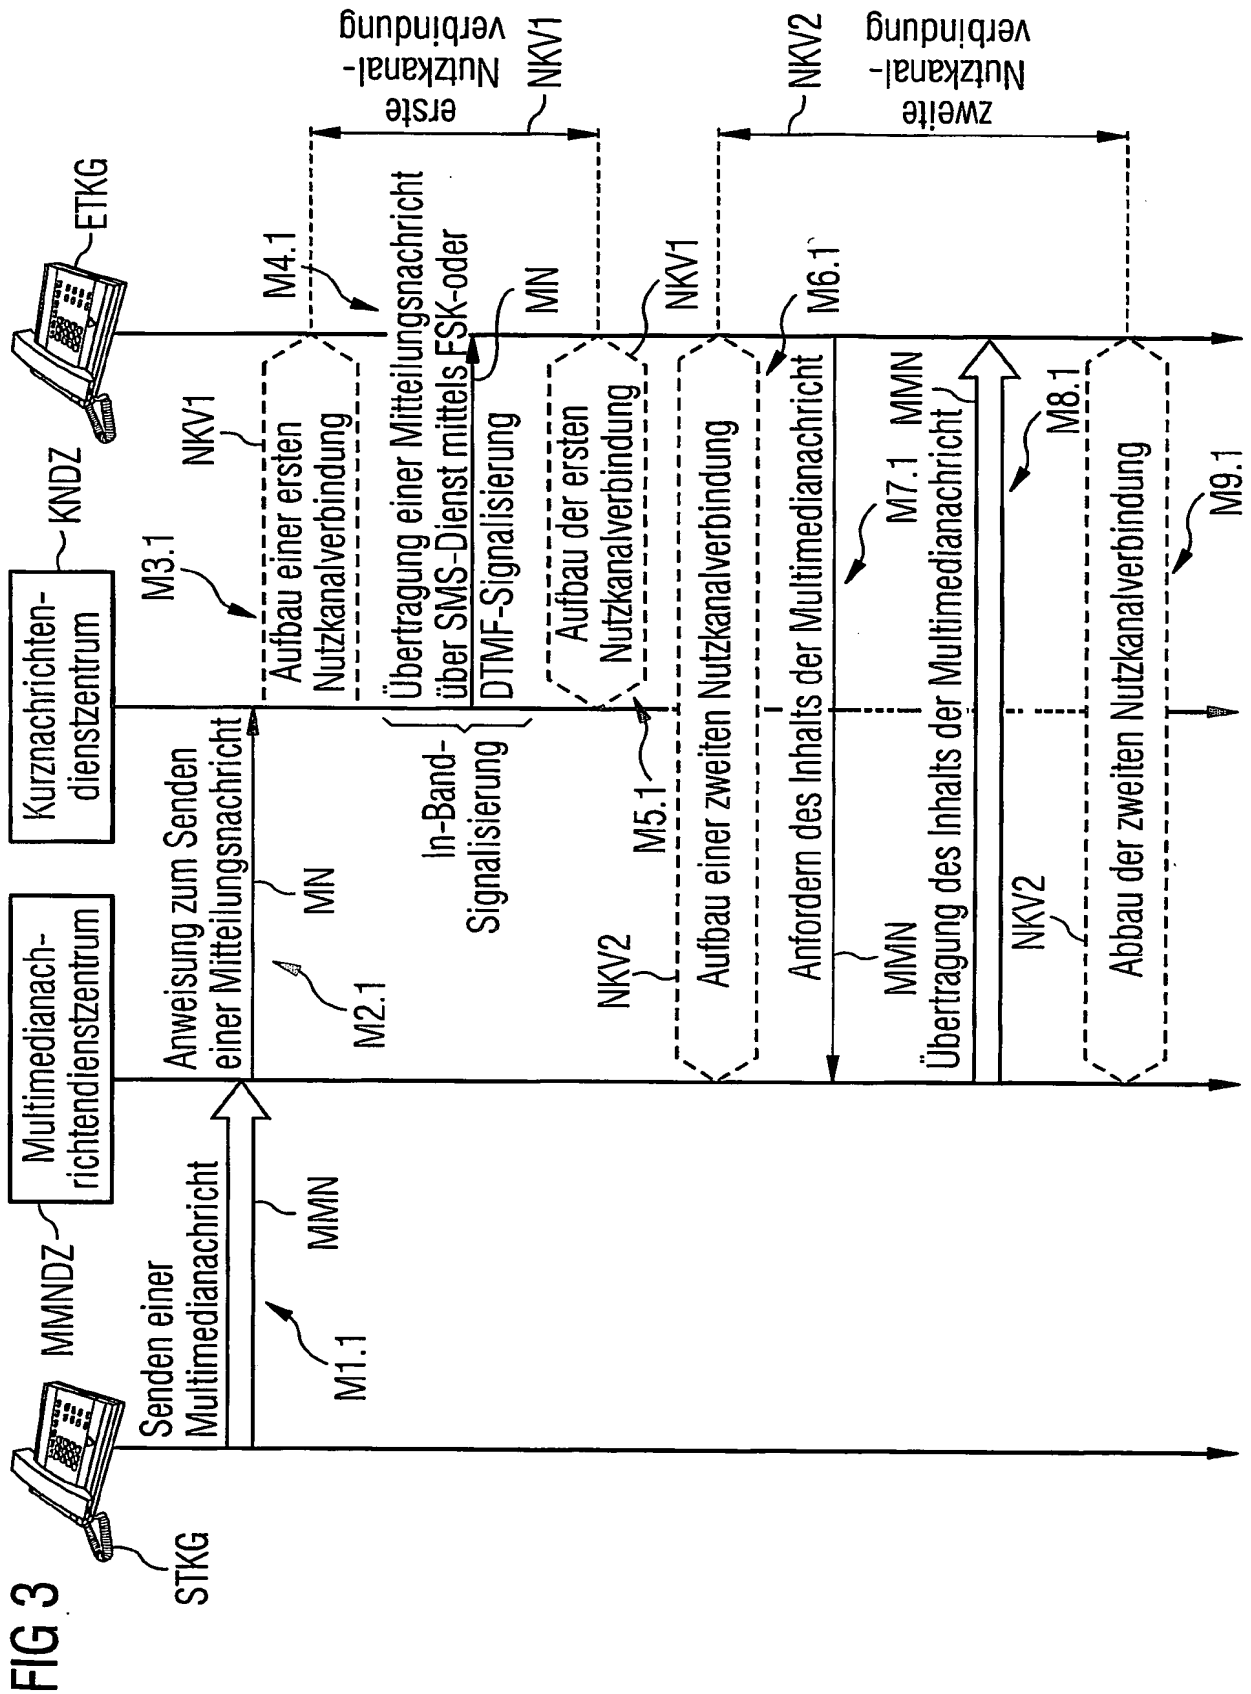 FIG 3
STKG
MMNDZ
Multimedianach-
richtendienstzentrum
Kurznachrichten-
dienstzentrum
KNDZ
ETKG
Senden einer
Multimedianachricht
MMN
M1.1
Anweisung zum Senden
einer Mitteilungsnachricht
MN
M2.1
M3.1
NKV1
Aufbau einer ersten
Nutzkanalverbindung
M4.1
Übertragung einer Mitteilungsnachricht
über SMS-Dienst mittels FSK-oder
DTMF-Signalisierung
MN
In-Band-
Signalisierung
Aufbau der ersten
Nutzkanalverbindung
NKV1
M5.1
erste
Nutzkanal-
verbindung
NKV1
NKV2
Aufbau einer zweiten Nutzkanalverbindung
M6.1
Anfordern des Inhalts der Multimedianachricht
MMN
M7.1
Übertragung des Inhalts der Multimedianachricht
MMN
M8.1
NKV2
Abbau der zweiten Nutzkanalverbindung
M9.1
NKV2
zweite
Nutzkanal-
verbindung